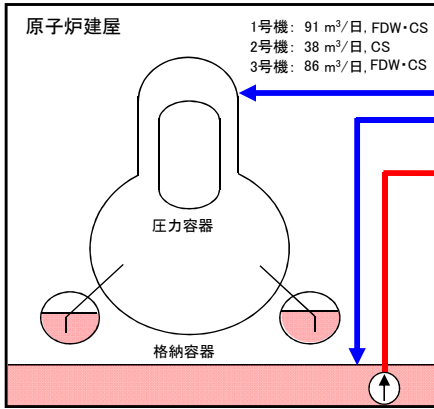 原子炉建屋
1号機： 91 m³/日, FDW・CS
2号機： 38 m³/日, CS
3号機： 86 m³/日, FDW・CS
圧力容器
格納容器